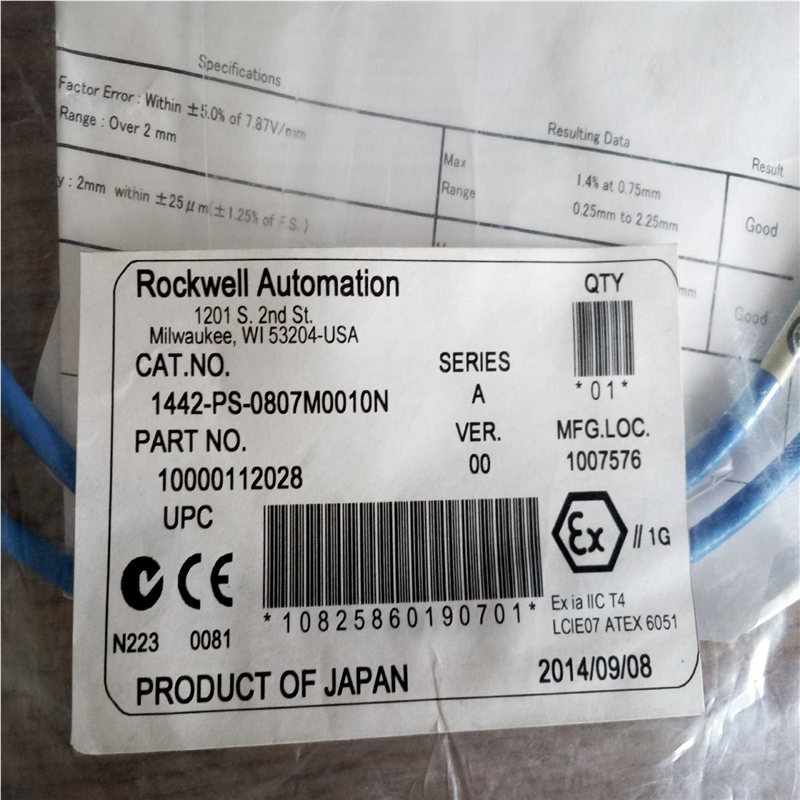 Specifications
Factor Error : Within ±5.0% of 7.87V/mm
Range : Over 2 mm
Resulting Data
Result
Max 1.4% at 0.75mm
Range 0.25mm to 2.25mm
Good
y : 2mm within ±25μm(±1.25% of F.S.)
mm
Good
Rockwell Automation
1201 S. 2nd St.
Milwaukee, WI 53204-USA
QTY
*01*
CAT.NO.
1442-PS-0807M0010N
SERIES
A
PART NO.
10000112028
VER.
00
MFG.LOC.
1007576
UPC
*10825860190701*
Ex // 1G
CE
N223 0081
Ex ia IIC T4
LCIE07 ATEX 6051
PRODUCT OF JAPAN
2014/09/08